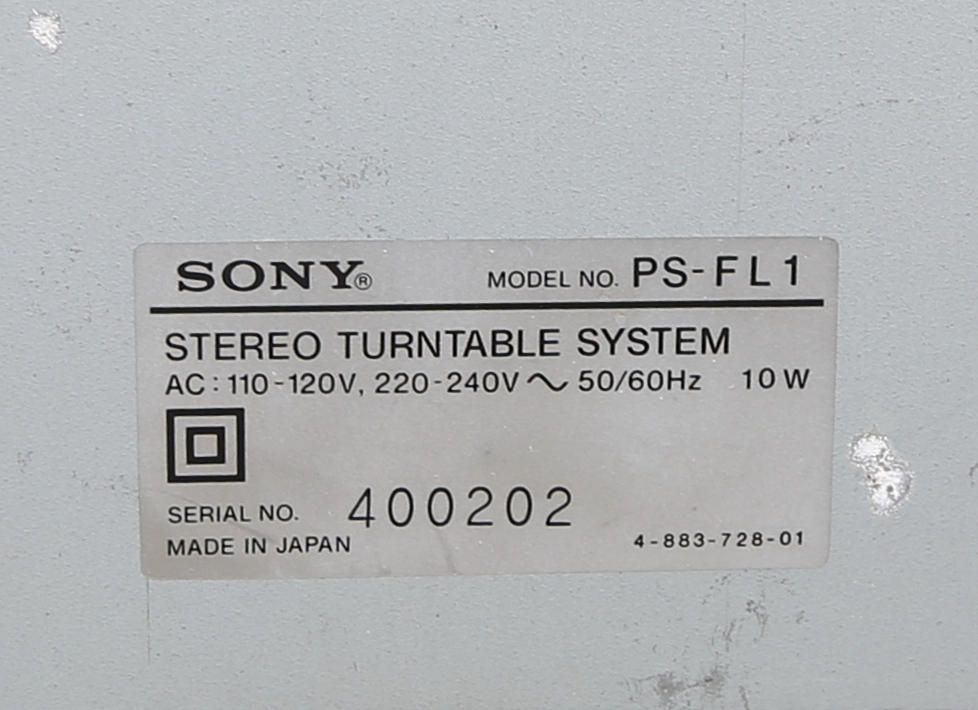 SONY® MODEL NO. PS-FL1
STEREO TURNTABLE SYSTEM
AC: 110-120V, 220-240V ~ 50/60Hz 10W
SERIAL NO. 400202
MADE IN JAPAN 4-883-728-01